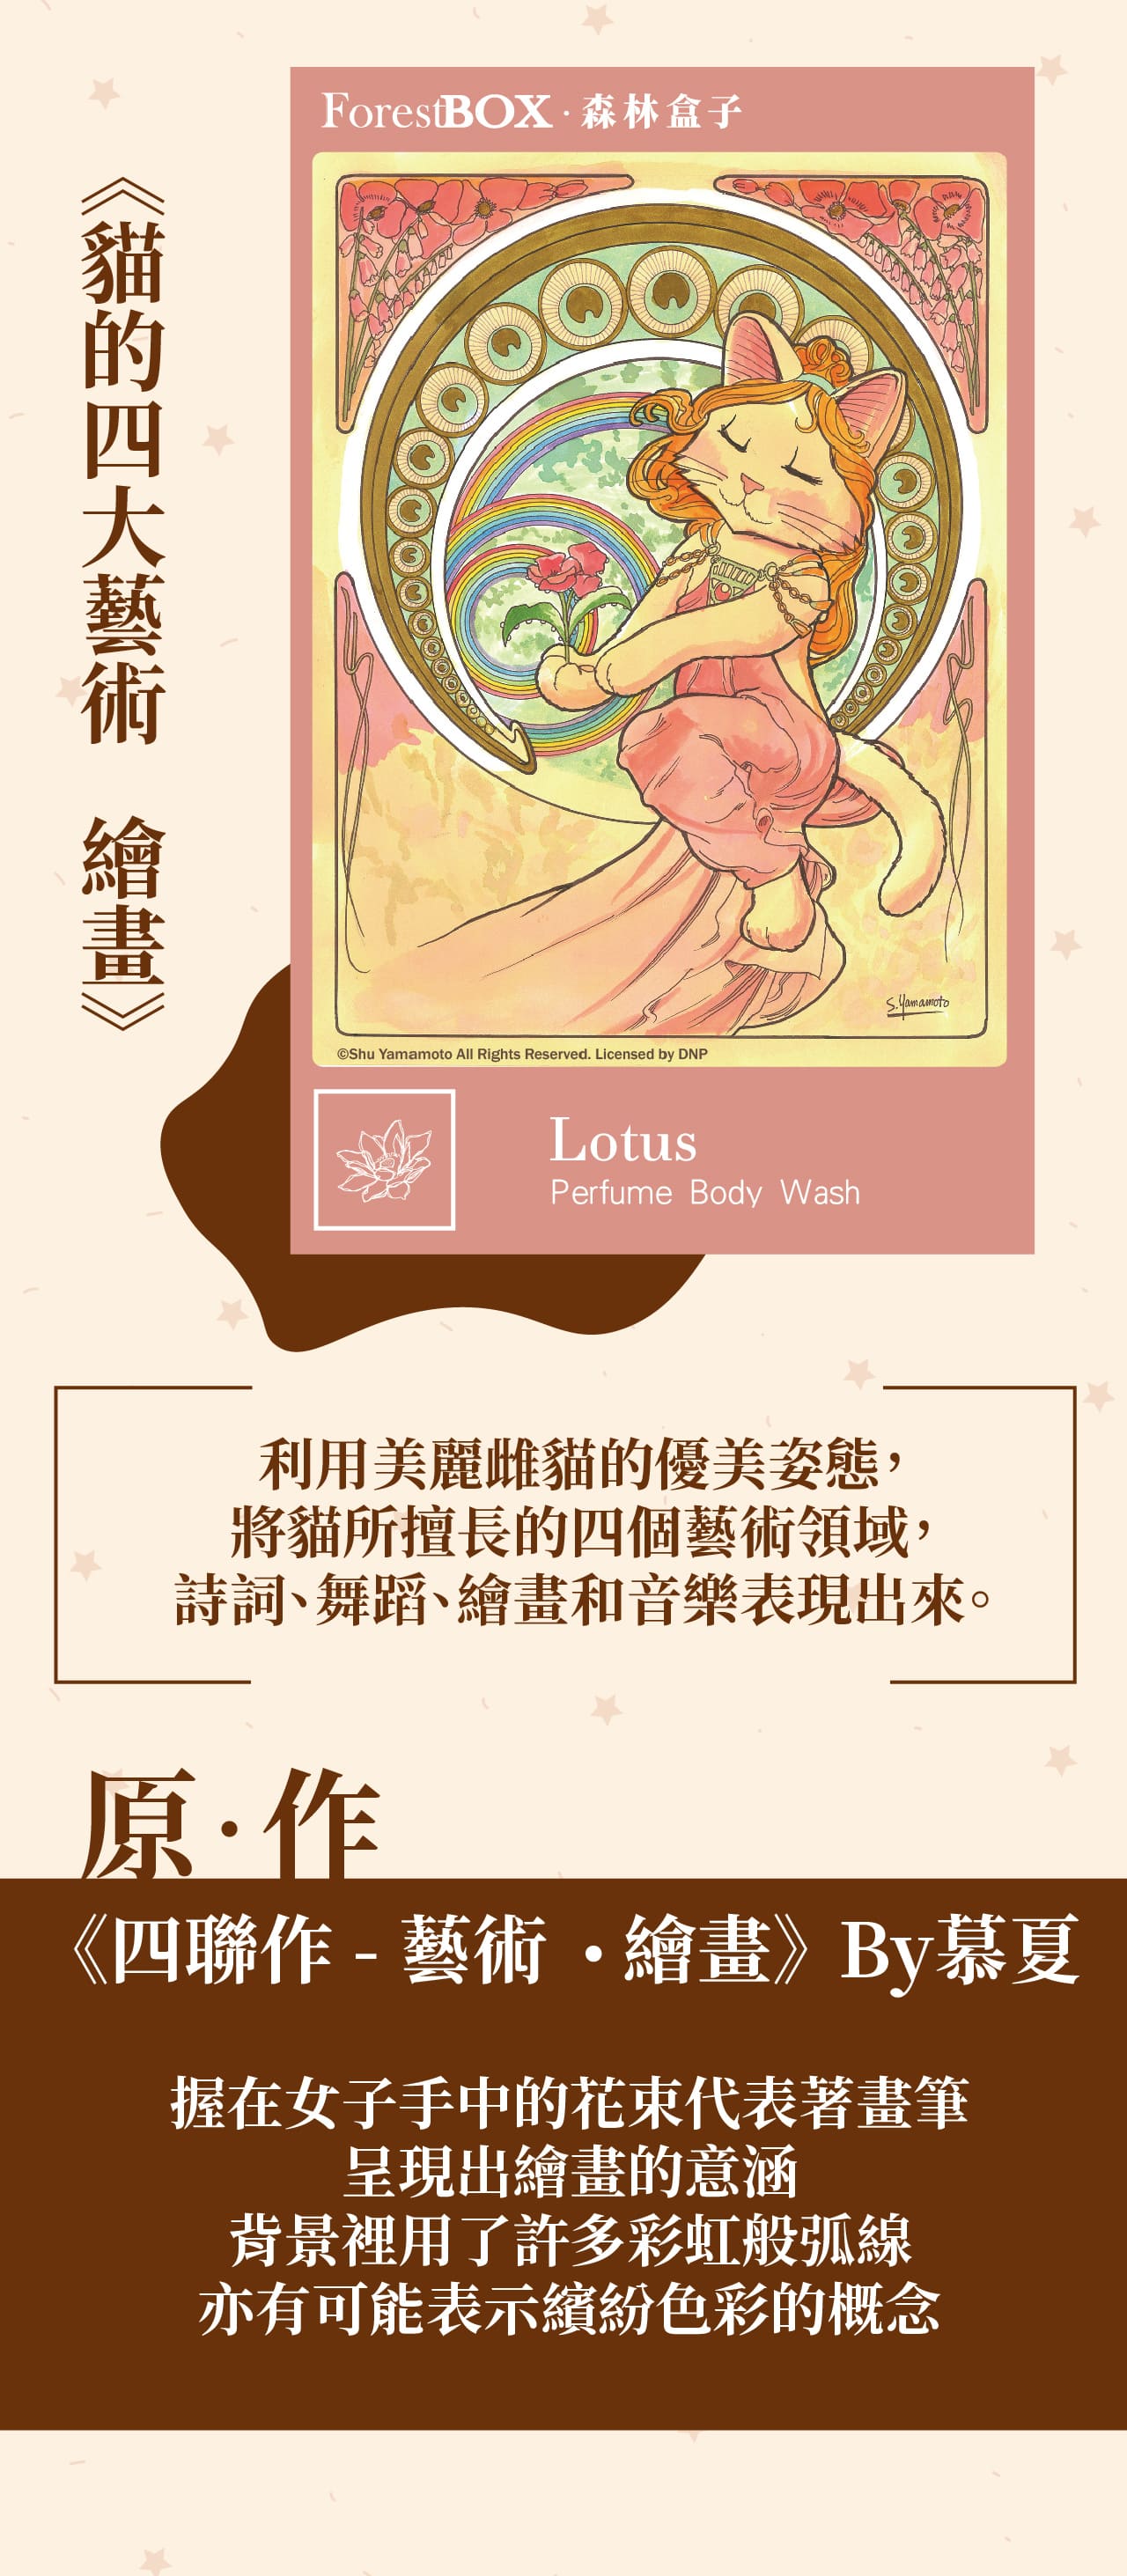 ForestBOX · 森林盒子
《貓的四大藝術 繪畫》
S.Yamamoto
©Shu Yamamoto All Rights Reserved. Licensed by DNP
Lotus
Perfume Body Wash
利用美麗雌貓的優美姿態，
將貓所擅長的四個藝術領域，
詩詞、舞蹈、繪畫和音樂表現出來。
原·作
《四聯作 - 藝術 ・繪畫》By慕夏
握在女子手中的花束代表著畫筆
呈現出繪畫的意涵
背景裡用了許多彩虹般弧線
亦有可能表示繽紛色彩的概念